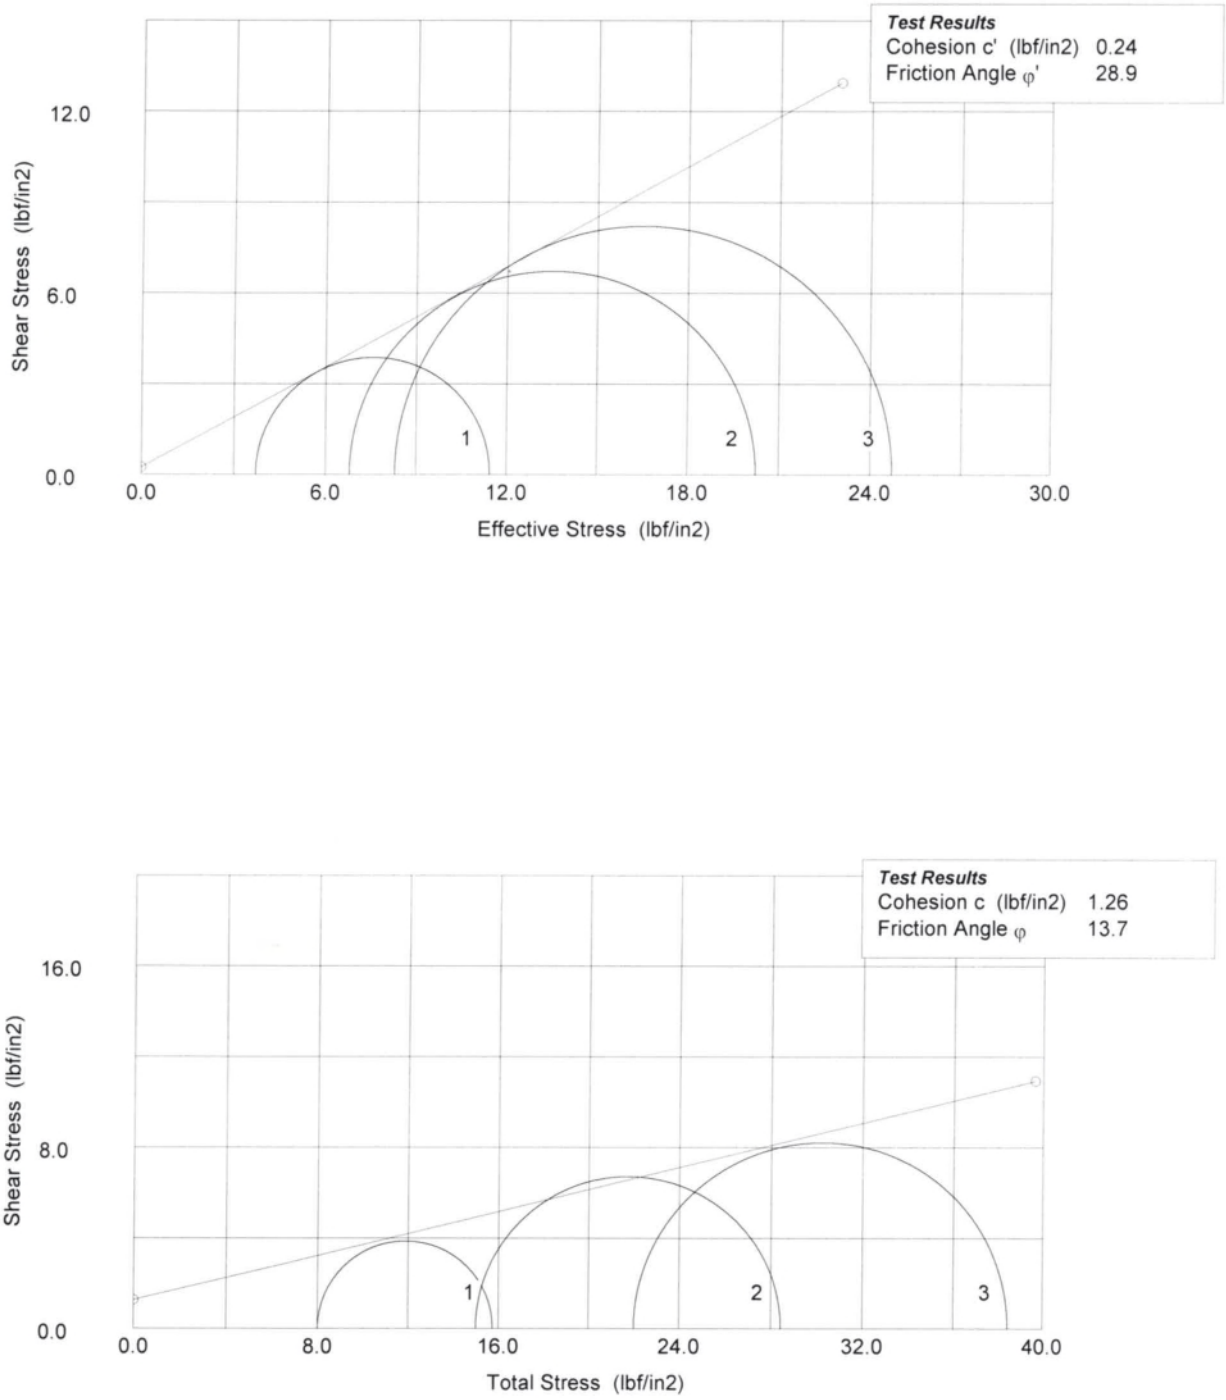 Test Results
Cohesion c' (lbf/in2) 0.24
Friction Angle φ' 28.9
12.0
6.0
0.0
Shear Stress (lbf/in2)
1
2
3
0.0 6.0 12.0 18.0 24.0 30.0
Effective Stress (lbf/in2)
Test Results
Cohesion c (lbf/in2) 1.26
Friction Angle φ 13.7
16.0
8.0
0.0
Shear Stress (lbf/in2)
1
2
3
0.0 8.0 16.0 24.0 32.0 40.0
Total Stress (lbf/in2)